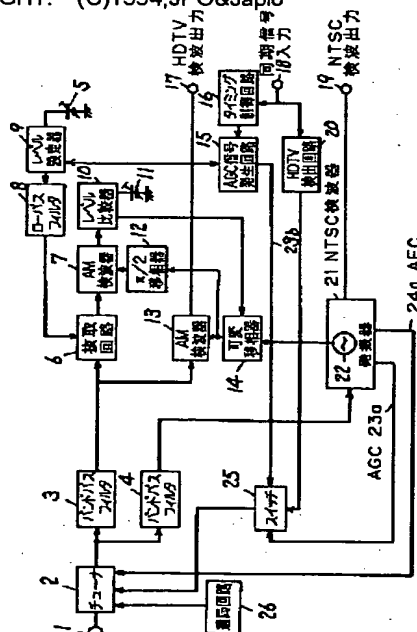 GHT: (C)1994,JPO&Japio
1
2
チューナ
3
バンドパス
フィルタ
4
バンドパス
フィルタ
5
6
抜取
回路
7
AM
検波器
8
ローパス
フィルタ
9
レベル
設定器
10
レベル
比較器
11
12
π/2
移相器
13
AM
検波器
14
可変
移相器
15
AGC信号
発生回路
16
タイミング
制御回路
17 HDTV
検波出力
同期信号
18入力
19 NTSC
検波出力
20
HDTV
検出回路
21 NTSC検波器
22
発振器
23b
AGC 23a
24a AFC
25
スイッチ
26
選局回路